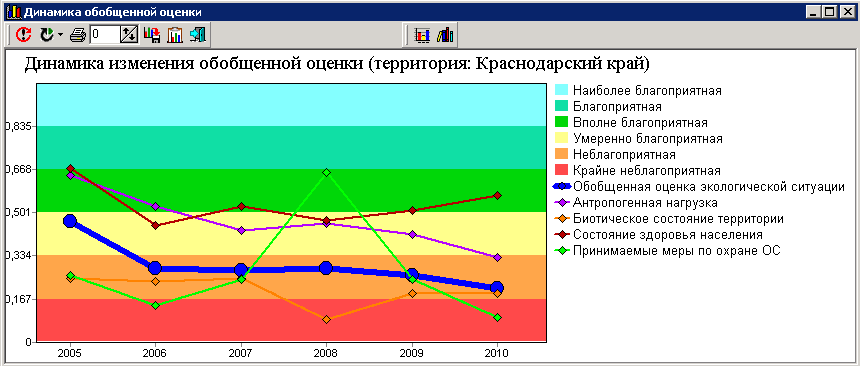 Динамика обобщенной оценки
0
Динамика изменения обобщенной оценки (территория: Краснодарский край)
Наиболее благоприятная
Благоприятная
Вполне благоприятная
Умеренно благоприятная
Неблагоприятная
Крайне неблагоприятная
Обобщенная оценка экологической ситуации
Антропогенная нагрузка
Биотическое состояние территории
Состояние здоровья населения
Принимаемые меры по охране ОС
0,835
0,668
0,501
0,334
0,167
0
2005 2006 2007 2008 2009 2010